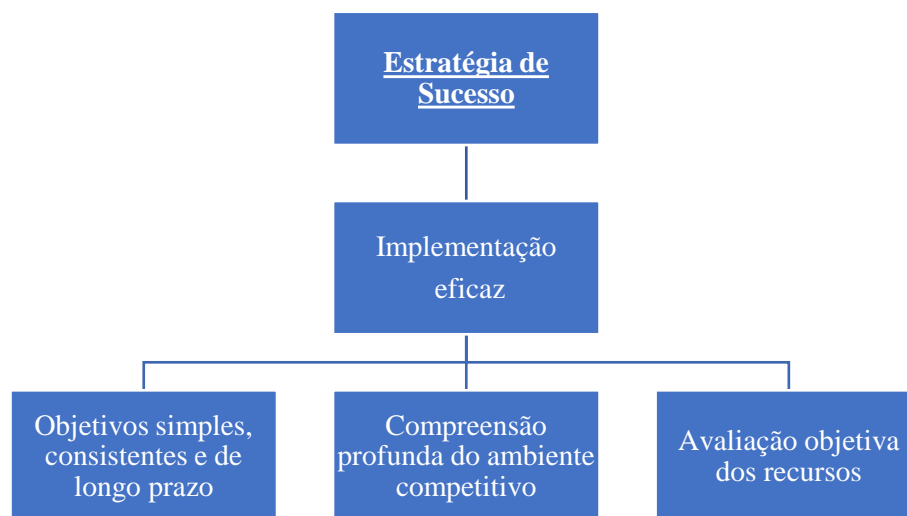 Estratégia de
Sucesso
Implementação
eficaz
Objetivos simples,
consistentes e de
longo prazo
Compreensão
profunda do ambiente
competitivo
Avaliação objetiva
dos recursos